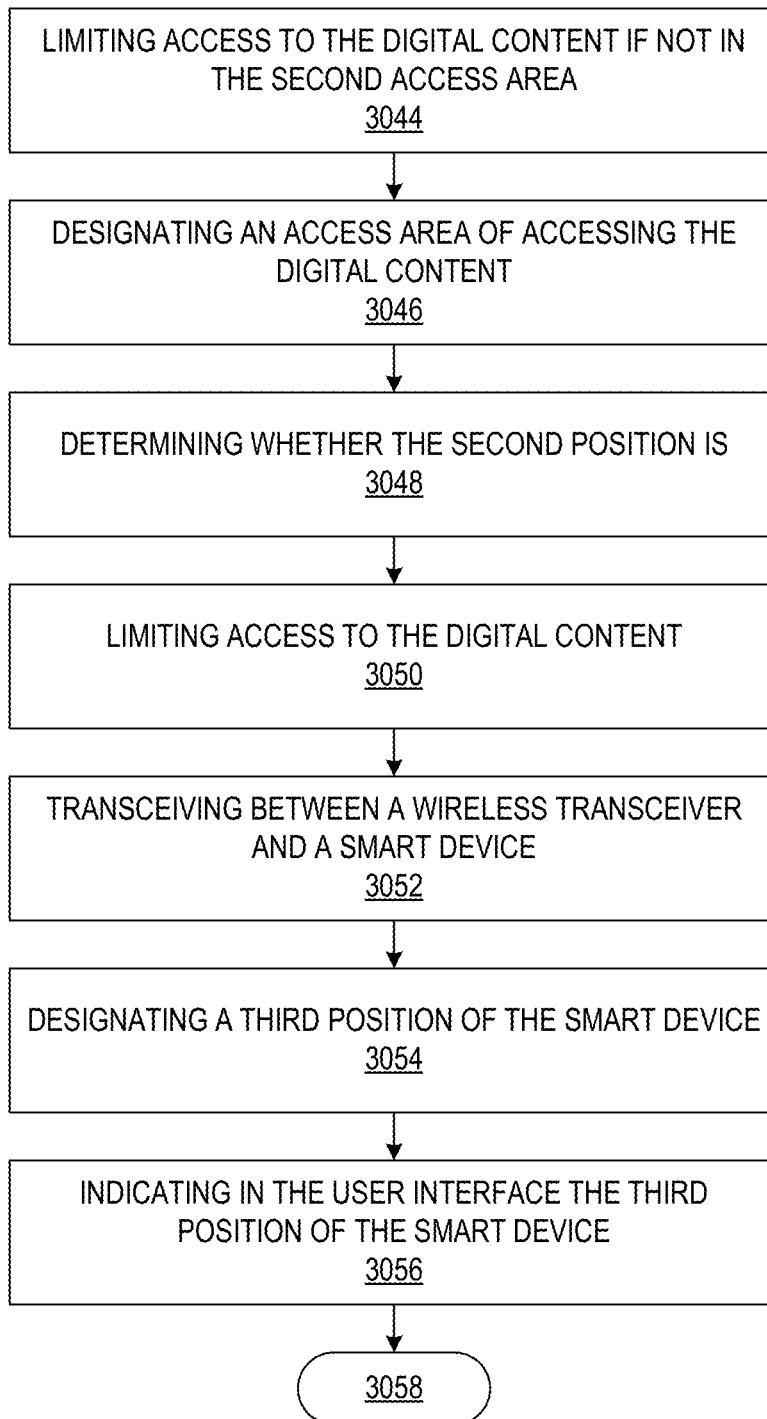 LIMITING ACCESS TO THE DIGITAL CONTENT IF NOT IN
THE SECOND ACCESS AREA
3044
DESIGNATING AN ACCESS AREA OF ACCESSING THE
DIGITAL CONTENT
3046
DETERMINING WHETHER THE SECOND POSITION IS
3048
LIMITING ACCESS TO THE DIGITAL CONTENT
3050
TRANSCEIVING BETWEEN A WIRELESS TRANSCEIVER
AND A SMART DEVICE
3052
DESIGNATING A THIRD POSITION OF THE SMART DEVICE
3054
INDICATING IN THE USER INTERFACE THE THIRD
POSITION OF THE SMART DEVICE
3056
3058